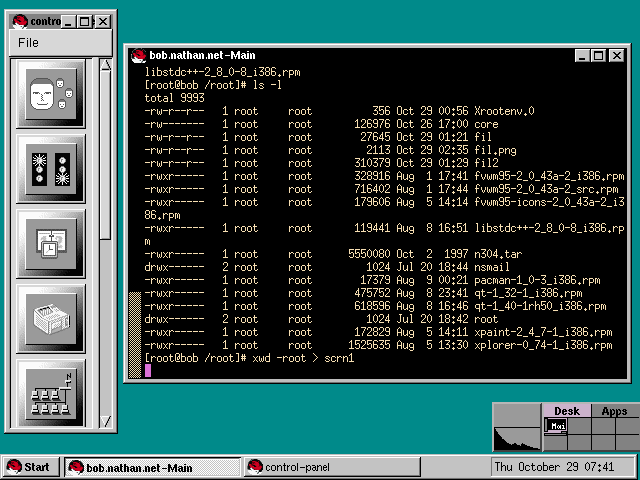 control
File
bob.nathan.net-Main
libstdc++-2_8_0-8_i386.rpm
[root@bob /root]# ls -l
total 9993
-rw-r--r-- 1 root root 356 Oct 29 00:56 Xrootenv.0
-rw------- 1 root root 126976 Oct 26 17:00 core
-rw-r--r-- 1 root root 27645 Oct 29 01:21 fil
-rw-r--r-- 1 root root 2113 Oct 29 02:35 fil.png
-rw-r--r-- 1 root root 310379 Oct 29 01:29 fil2
-rwxr----- 1 root root 328916 Aug 1 17:41 fvwm95-2_0_43a-2_i386.rpm
-rwxr----- 1 root root 716402 Aug 1 17:44 fvwm95-2_0_43a-2_src.rpm
-rwxr----- 1 root root 179606 Aug 5 14:14 fvwm95-icons-2_0_43a-2_i3
86.rpm
-rwxr----- 1 root root 119441 Aug 8 16:51 libstdc++-2_8_0-8_i386.rp
m
-rwxr----- 1 root root 5550080 Oct 2 1997 n304.tar
drwx------ 2 root root 1024 Jul 20 18:44 nsmail
-rwxr----- 1 root root 17379 Aug 9 00:21 pacman-1_0-3_i386.rpm
-rwxr----- 1 root root 475752 Aug 8 23:41 qt-1_32-1_i386.rpm
-rwxr----- 1 root root 618596 Aug 8 16:46 qt-1_40-1rh50_i386.rpm
drwx------ 2 root root 1024 Jul 20 18:42 root
-rwxr----- 1 root root 172829 Aug 5 14:11 xpaint-2_4_7-1_i386.rpm
-rwxr----- 1 root root 1525635 Aug 5 13:30 xplorer-0_74-1_i386.rpm
[root@bob /root]# xwd -root > scrn1
Desk Apps
Mai
Start
bob.nathan.net-Main
control-panel
Thu October 29 07:41